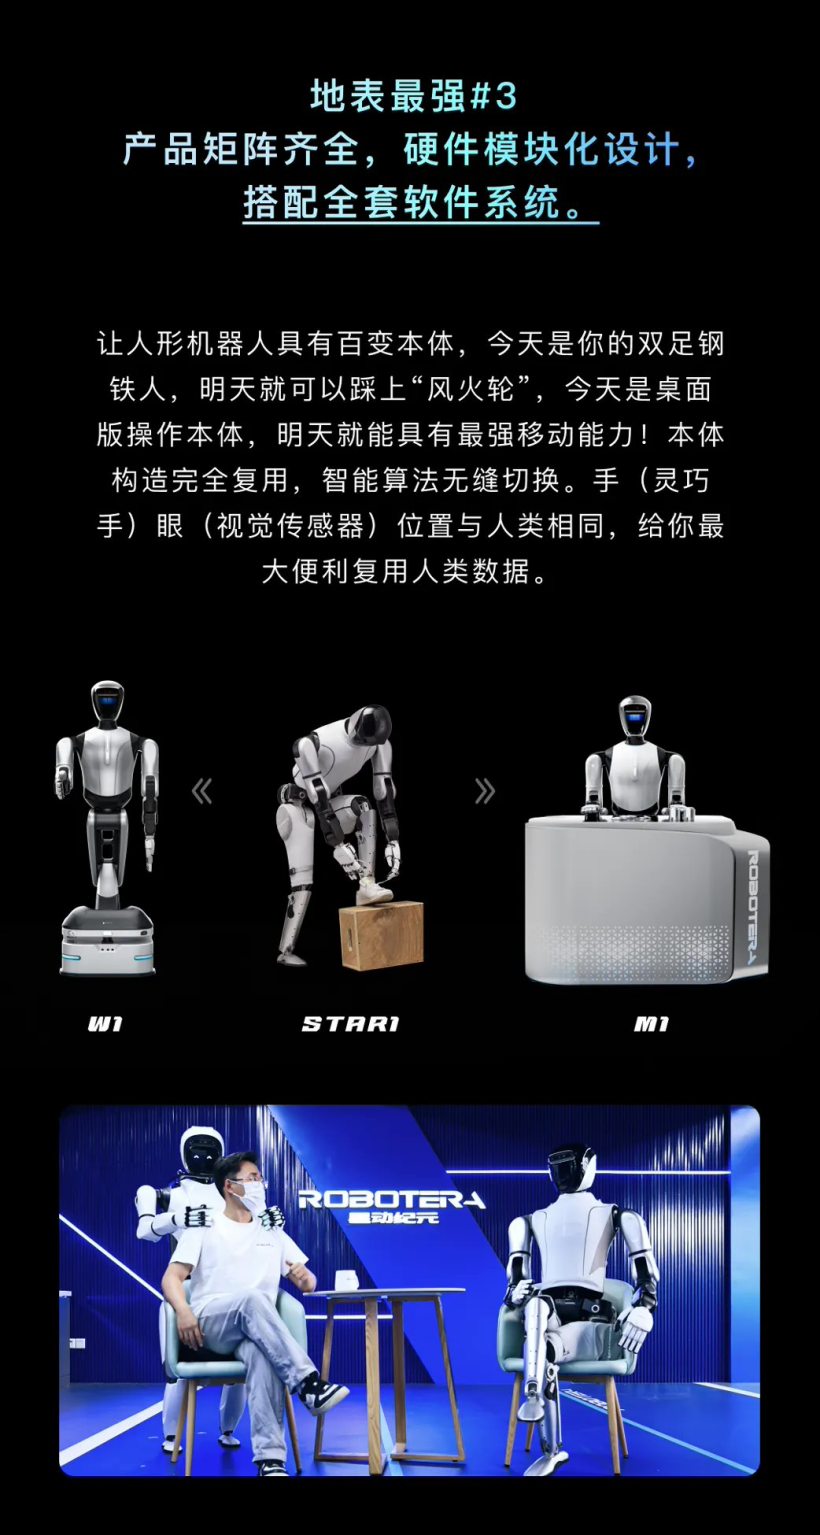 地表最强#3
产品矩阵齐全，硬件模块化设计，
搭配全套软件系统。
让人形机器人具有百变本体，今天是你的双足钢
铁人，明天就可以踩上“风火轮”，今天是桌面
版操作本体，明天就能具有最强移动能力！本体
构造完全复用，智能算法无缝切换。手（灵巧
手）眼（视觉传感器）位置与人类相同，给你最
大便利复用人类数据。
«
»
ROBOTERA
W1
STAR1
M1
ROBOTERA
星动纪元